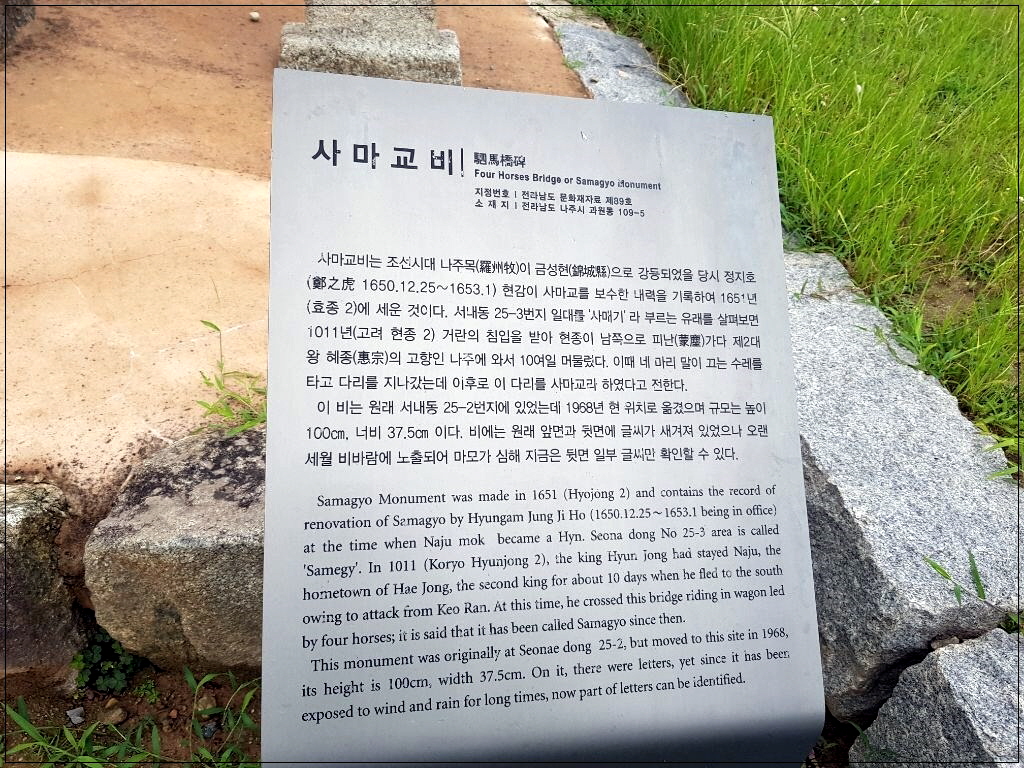 사마교비 駟馬橋碑
Four Horses Bridge or Samagyo Monument
지정번호 | 전라남도 문화재자료 제89호
소 재 지 | 전라남도 나주시 과원동 109-5
사마교비는 조선시대 나주목(羅州牧)이 금성현(錦城縣)으로 강등되었을 당시 정지호
(鄭之虎 1650.12.25~1653.1) 현감이 사마교를 보수한 내력을 기록하여 1651년
(효종 2)에 세운 것이다. 서내동 25-3번지 일대를 '사매기' 라 부르는 유래를 살펴보면
1011년(고려 현종 2) 거란의 침입을 받아 현종이 남쪽으로 피난(蒙塵)가다 제2대
왕 혜종(惠宗)의 고향인 나주에 와서 10여일 머물렀다. 이때 네 마리 말이 끄는 수레를
타고 다리를 지나갔는데 이후로 이 다리를 사마교라 하였다고 전한다.
이 비는 원래 서내동 25-2번지에 있었는데 1968년 현 위치로 옮겼으며 규모는 높이
100cm, 너비 37.5cm 이다. 비에는 원래 앞면과 뒷면에 글씨가 새겨져 있었으나 오랜
세월 비바람에 노출되어 마모가 심해 지금은 뒷면 일부 글씨만 확인할 수 있다.
Samagyo Monument was made in 1651 (Hyojong 2) and contains the record of
renovation of Samagyo by Hyungam Jung Ji Ho (1650.12.25~1653.1 being in office)
at the time when Naju mok became a Hyn. Seona dong No 25-3 area is called
'Samegy'. In 1011 (Koryo Hyunjong 2), the king Hyun Jong had stayed Naju, the
hometown of Hae Jong, the second king for about 10 days when he fled to the south
owing to attack from Keo Ran. At this time, he crossed this bridge riding in wagon led
by four horses; it is said that it has been called Samagyo since then.
This monument was originally at Seonae dong 25-2, but moved to this site in 1968,
its height is 100cm, width 37.5cm. On it, there were letters, yet since it has been
exposed to wind and rain for long times, now part of letters can be identified.